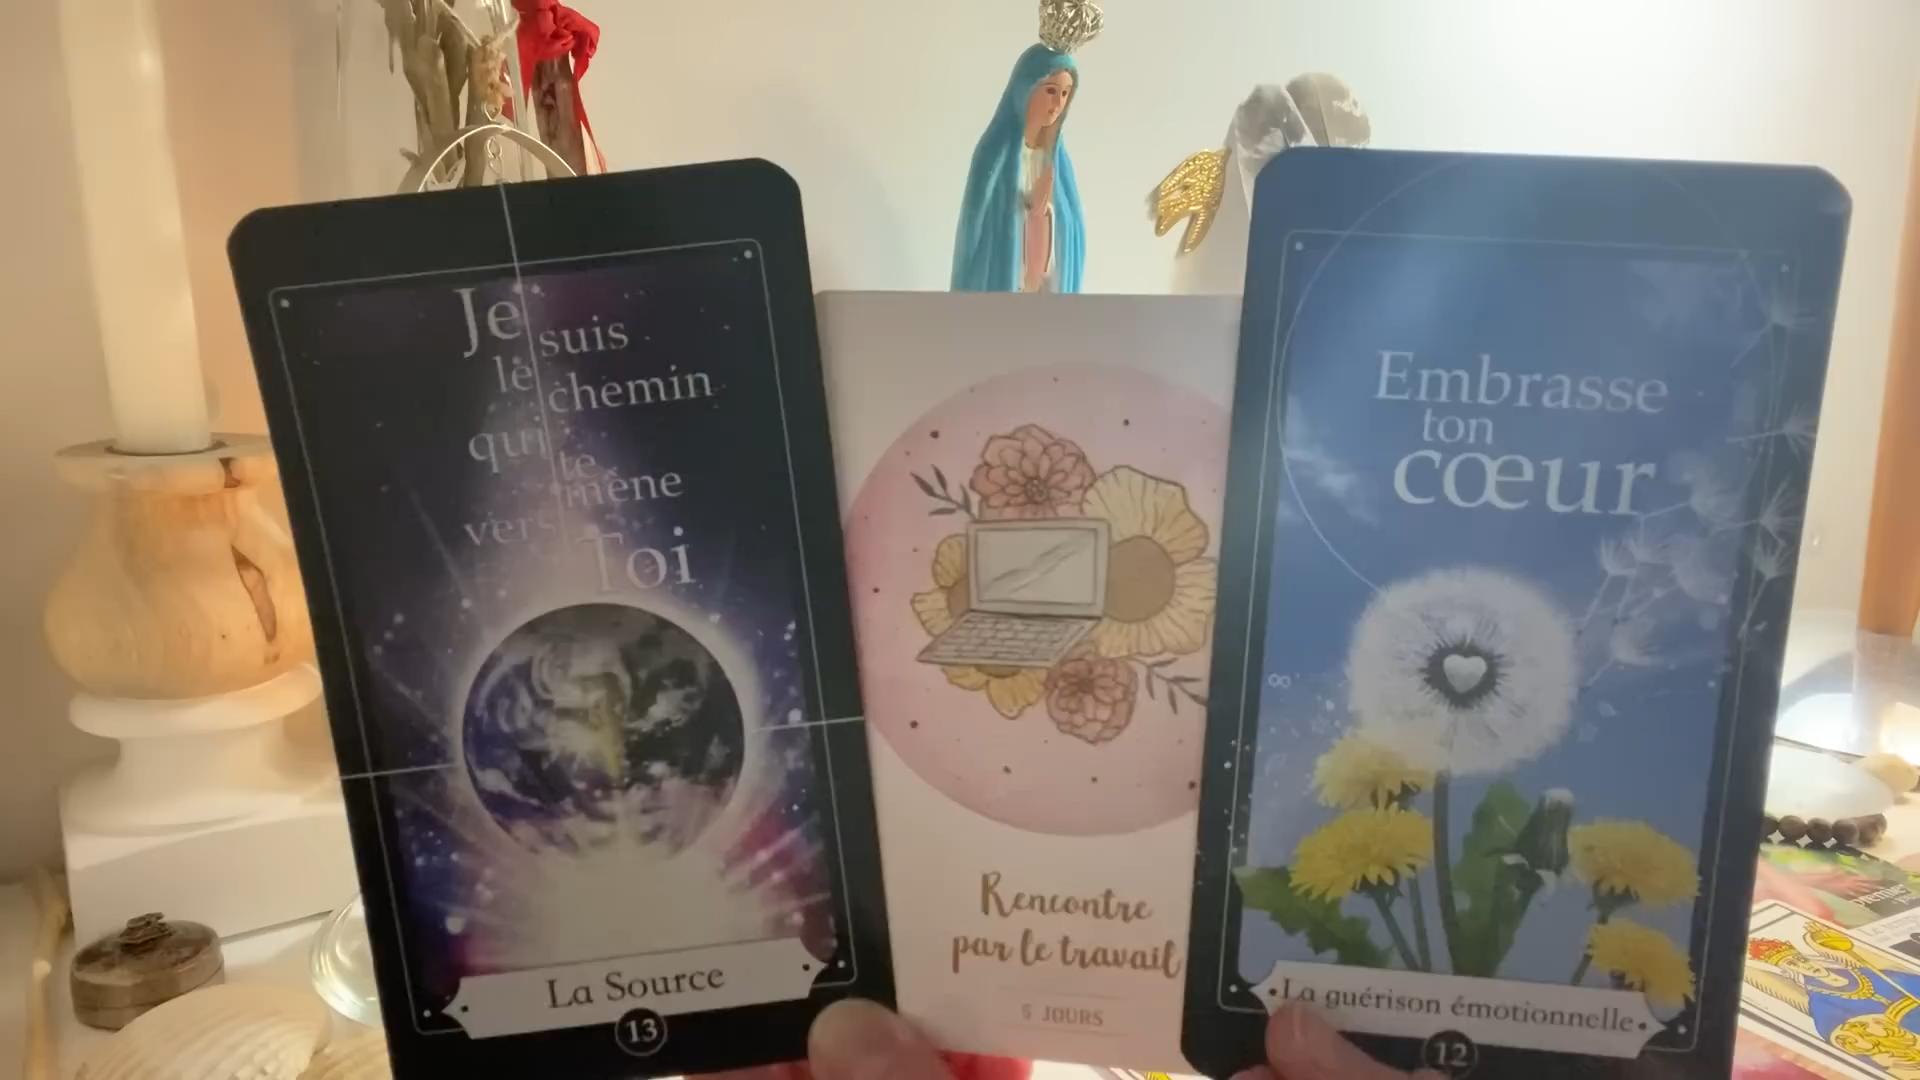 Je suis
le chemin
qui te
mène
vers Toi
La Source
13
Rencontre
par le travail
5 JOURS
Embrasse
ton
cœur
∞
La guérison émotionnelle
12